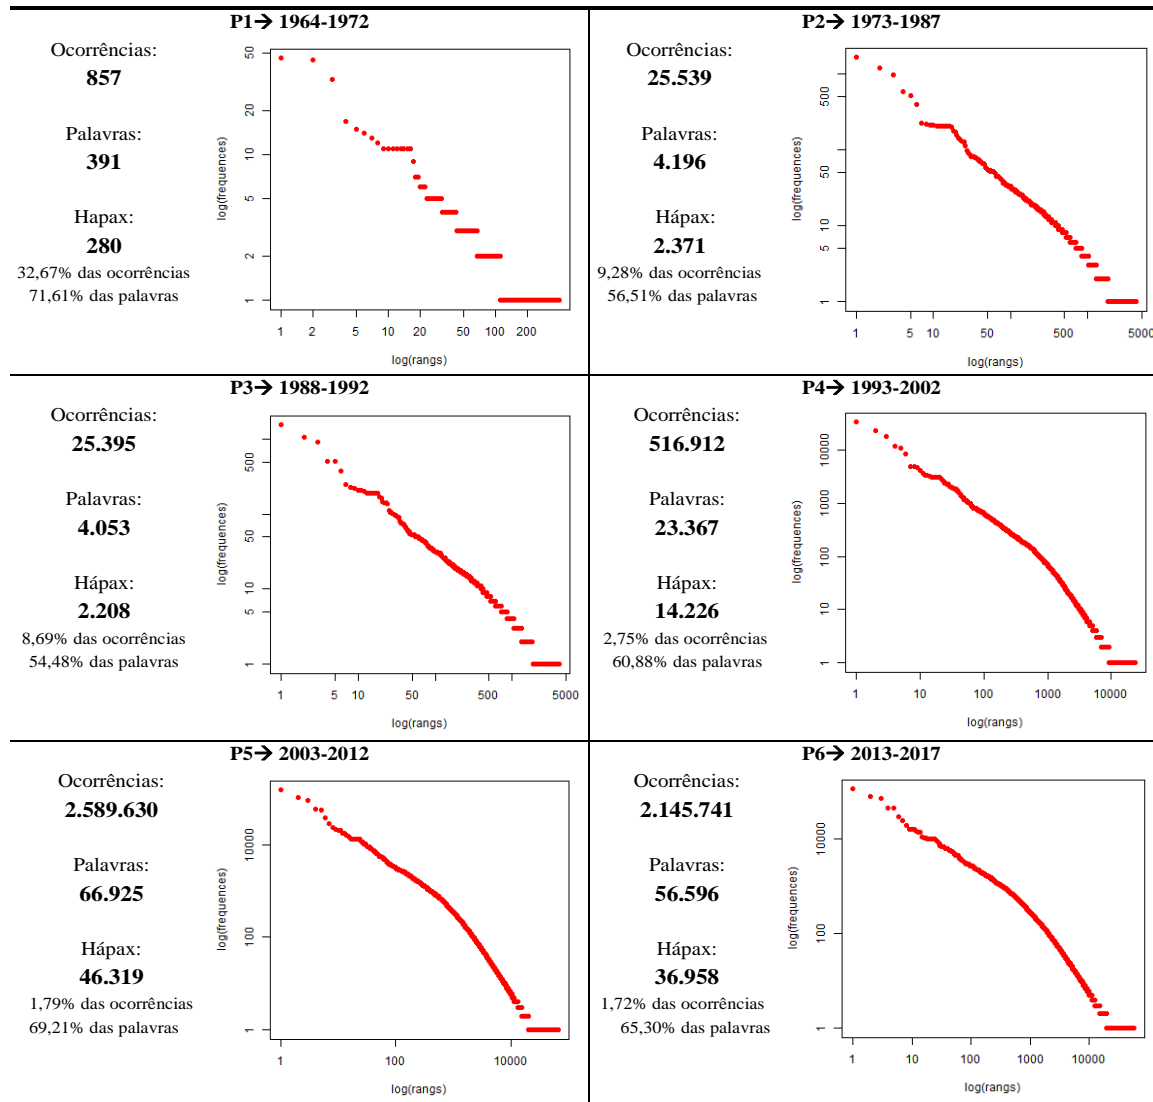 P1→ 1964-1972
Ocorrências:
857
Palavras:
391
Hapax:
280
32,67% das ocorrências
71,61% das palavras
log(frequences)
50
20
10
5
2
1
1 2 5 10 20 50 100 200
log(rangs)
P2→ 1973-1987
Ocorrências:
25.539
Palavras:
4.196
Hápax:
2.371
9,28% das ocorrências
56,51% das palavras
log(frequences)
500
50
10
5
1
1 5 10 50 500 5000
log(rangs)
P3→ 1988-1992
Ocorrências:
25.395
Palavras:
4.053
Hápax:
2.208
8,69% das ocorrências
54,48% das palavras
log(frequences)
500
50
10
5
1
1 5 10 50 500 5000
log(rangs)
P4→ 1993-2002
Ocorrências:
516.912
Palavras:
23.367
Hápax:
14.226
2,75% das ocorrências
60,88% das palavras
log(frequences)
10000
1000
100
10
1
1 10 100 1000 10000
log(rangs)
P5→ 2003-2012
Ocorrências:
2.589.630
Palavras:
66.925
Hápax:
46.319
1,79% das ocorrências
69,21% das palavras
log(frequences)
10000
100
1
1 100 10000
log(rangs)
P6→ 2013-2017
Ocorrências:
2.145.741
Palavras:
56.596
Hápax:
36.958
1,72% das ocorrências
65,30% das palavras
log(frequences)
10000
100
1
1 10 100 1000 10000
log(rangs)